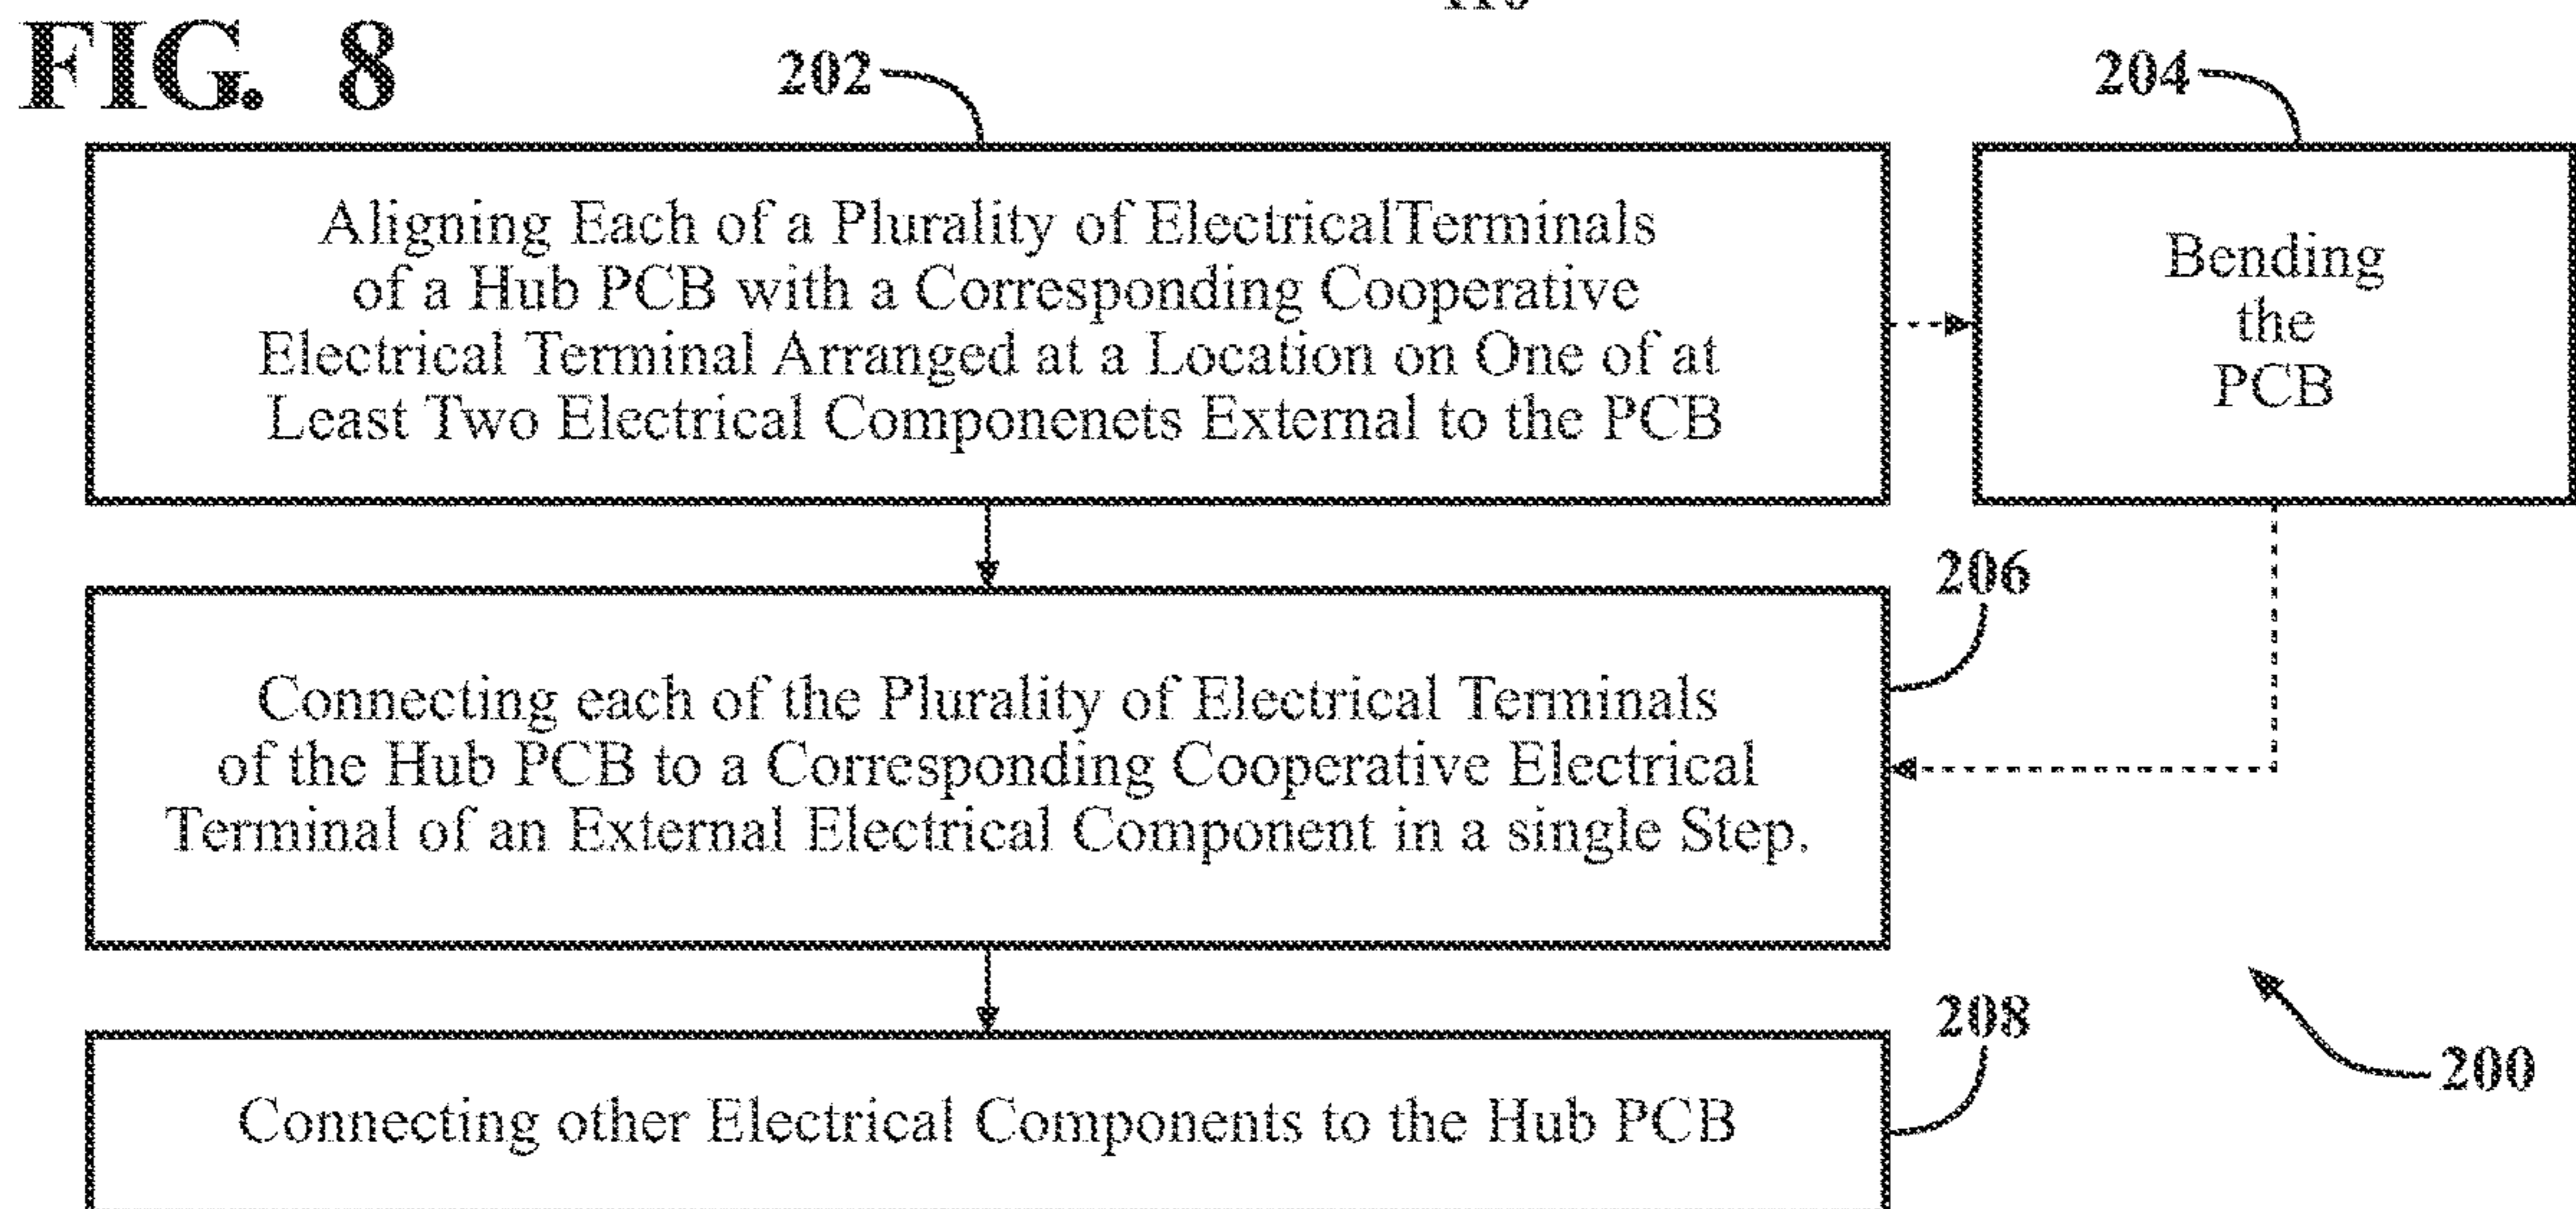 FIG. 8
202
204
Aligning Each of a Plurality of ElectricalTerminals
of a Hub PCB with a Corresponding Cooperative
Electrical Terminal Arranged at a Location on One of at
Least Two Electrical Componenets External to the PCB
Bending
the
PCB
206
Connecting each of the Plurality of Electrical Terminals
of the Hub PCB to a Corresponding Cooperative Electrical
Terminal of an External Electrical Component in a single Step.
208
Connecting other Electrical Components to the Hub PCB
200